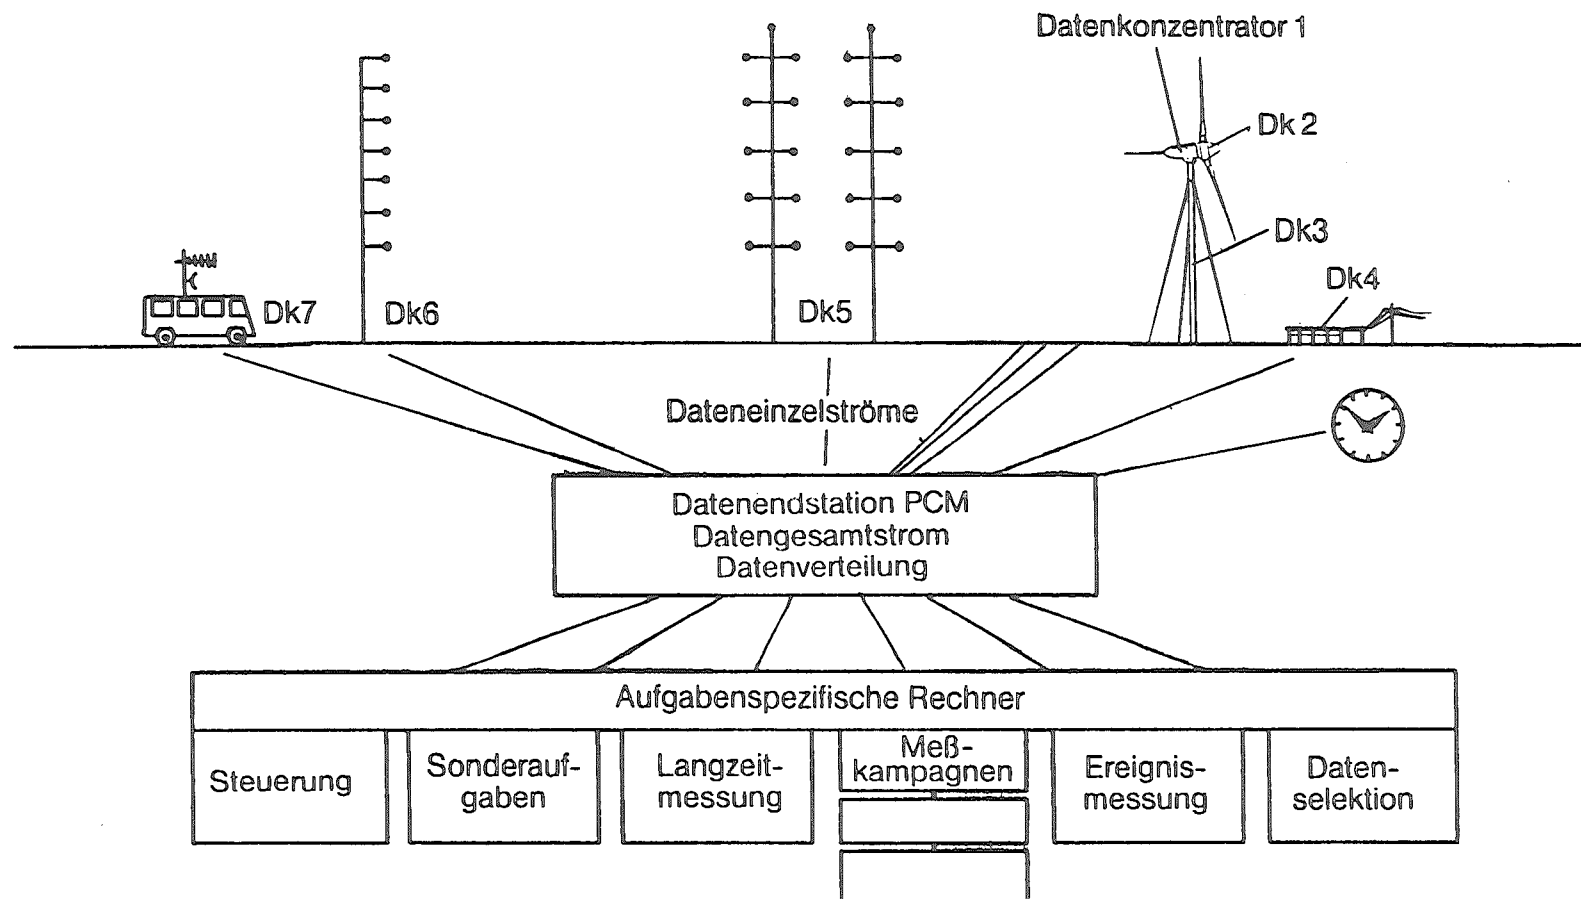 Datenkonzentrator 1
Dk 2
Dk3
Dk4
Dk7
Dk6
Dk5
Dateneinzelströme
Datenendstation PCM
Datengesamtstrom
Datenverteilung
Aufgabenspezifische Rechner
Steuerung
Sonderauf-
gaben
Langzeit-
messung
Meß-
kampagnen
Ereignis-
messung
Daten-
selektion